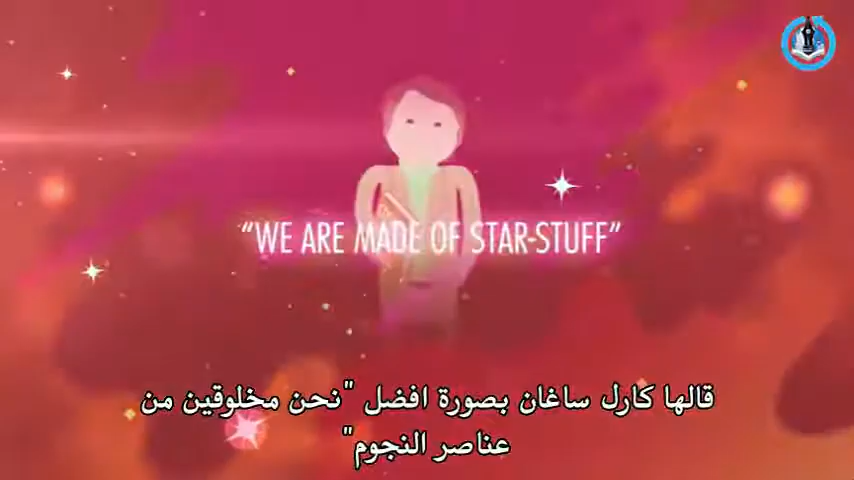 “WE ARE MADE OF STAR-STUFF”
قالها كارل ساغان بصورة افضل "نحن مخلوقين من
عناصر النجوم"